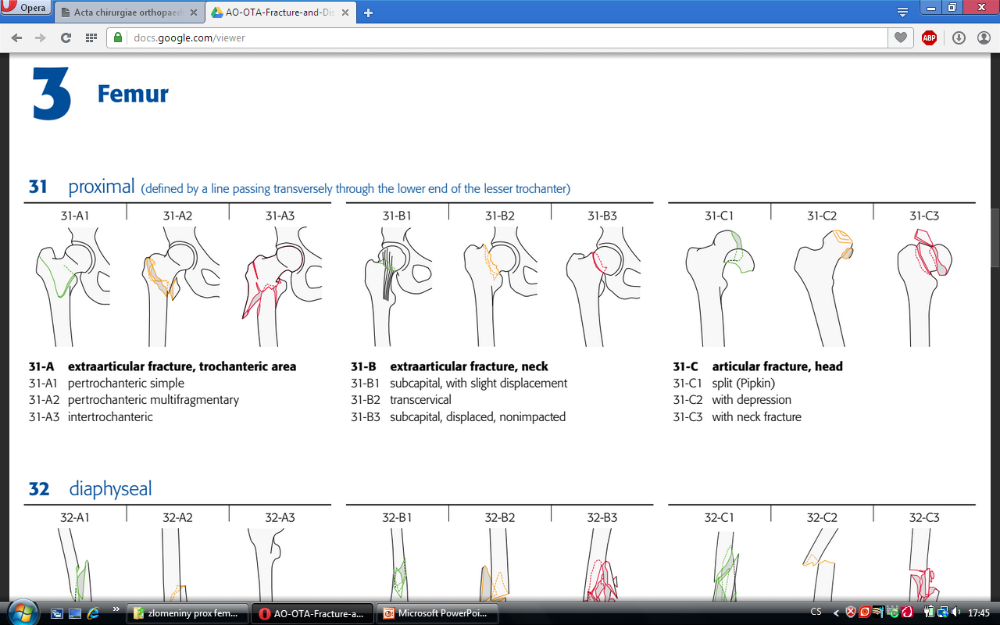 Opera
Acta chirurgiae orthopaed
AO-OTA-Fracture-and-Dis
docs.google.com/viewer
ABP
3 Femur
31 proximal (defined by a line passing transversely through the lower end of the lesser trochanter)
31-A1 31-A2 31-A3 31-B1 31-B2 31-B3 31-C1 31-C2 31-C3
31-A extraarticular fracture, trochanteric area
31-A1 pertrochanteric simple
31-A2 pertrochanteric multifragmentary
31-A3 intertrochanteric
31-B extraarticular fracture, neck
31-B1 subcapital, with slight displacement
31-B2 transcervical
31-B3 subcapital, displaced, nonimpacted
31-C articular fracture, head
31-C1 split (Pipkin)
31-C2 with depression
31-C3 with neck fracture
32 diaphyseal
32-A1 32-A2 32-A3 32-B1 32-B2 32-B3 32-C1 32-C2 32-C3
zlomeniny prox fem...
AO-OTA-Fracture-a...
Microsoft PowerPoi...
CS
17:45